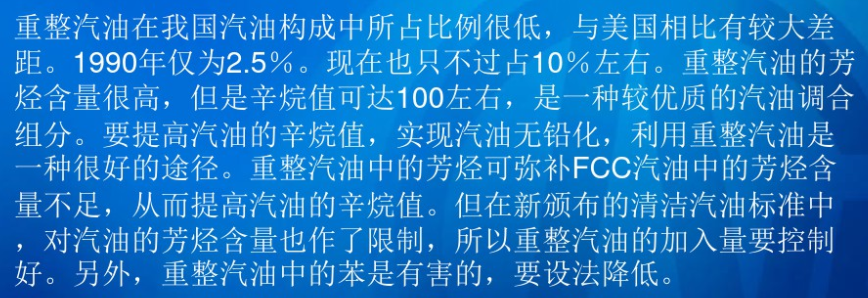 重整汽油在我国汽油构成中所占比例很低，与美国相比有较大差
距。1990年仅为2.5％。现在也只不过占10％左右。重整汽油的芳
烃含量很高，但是辛烷值可达100左右，是一种较优质的汽油调合
组分。要提高汽油的辛烷值，实现汽油无铅化，利用重整汽油是
一种很好的途径。重整汽油中的芳烃可弥补FCC汽油中的芳烃含
量不足，从而提高汽油的辛烷值。但在新颁布的清洁汽油标准中
，对汽油的芳烃含量也作了限制，所以重整汽油的加入量要控制
好。另外，重整汽油中的苯是有害的，要设法降低。